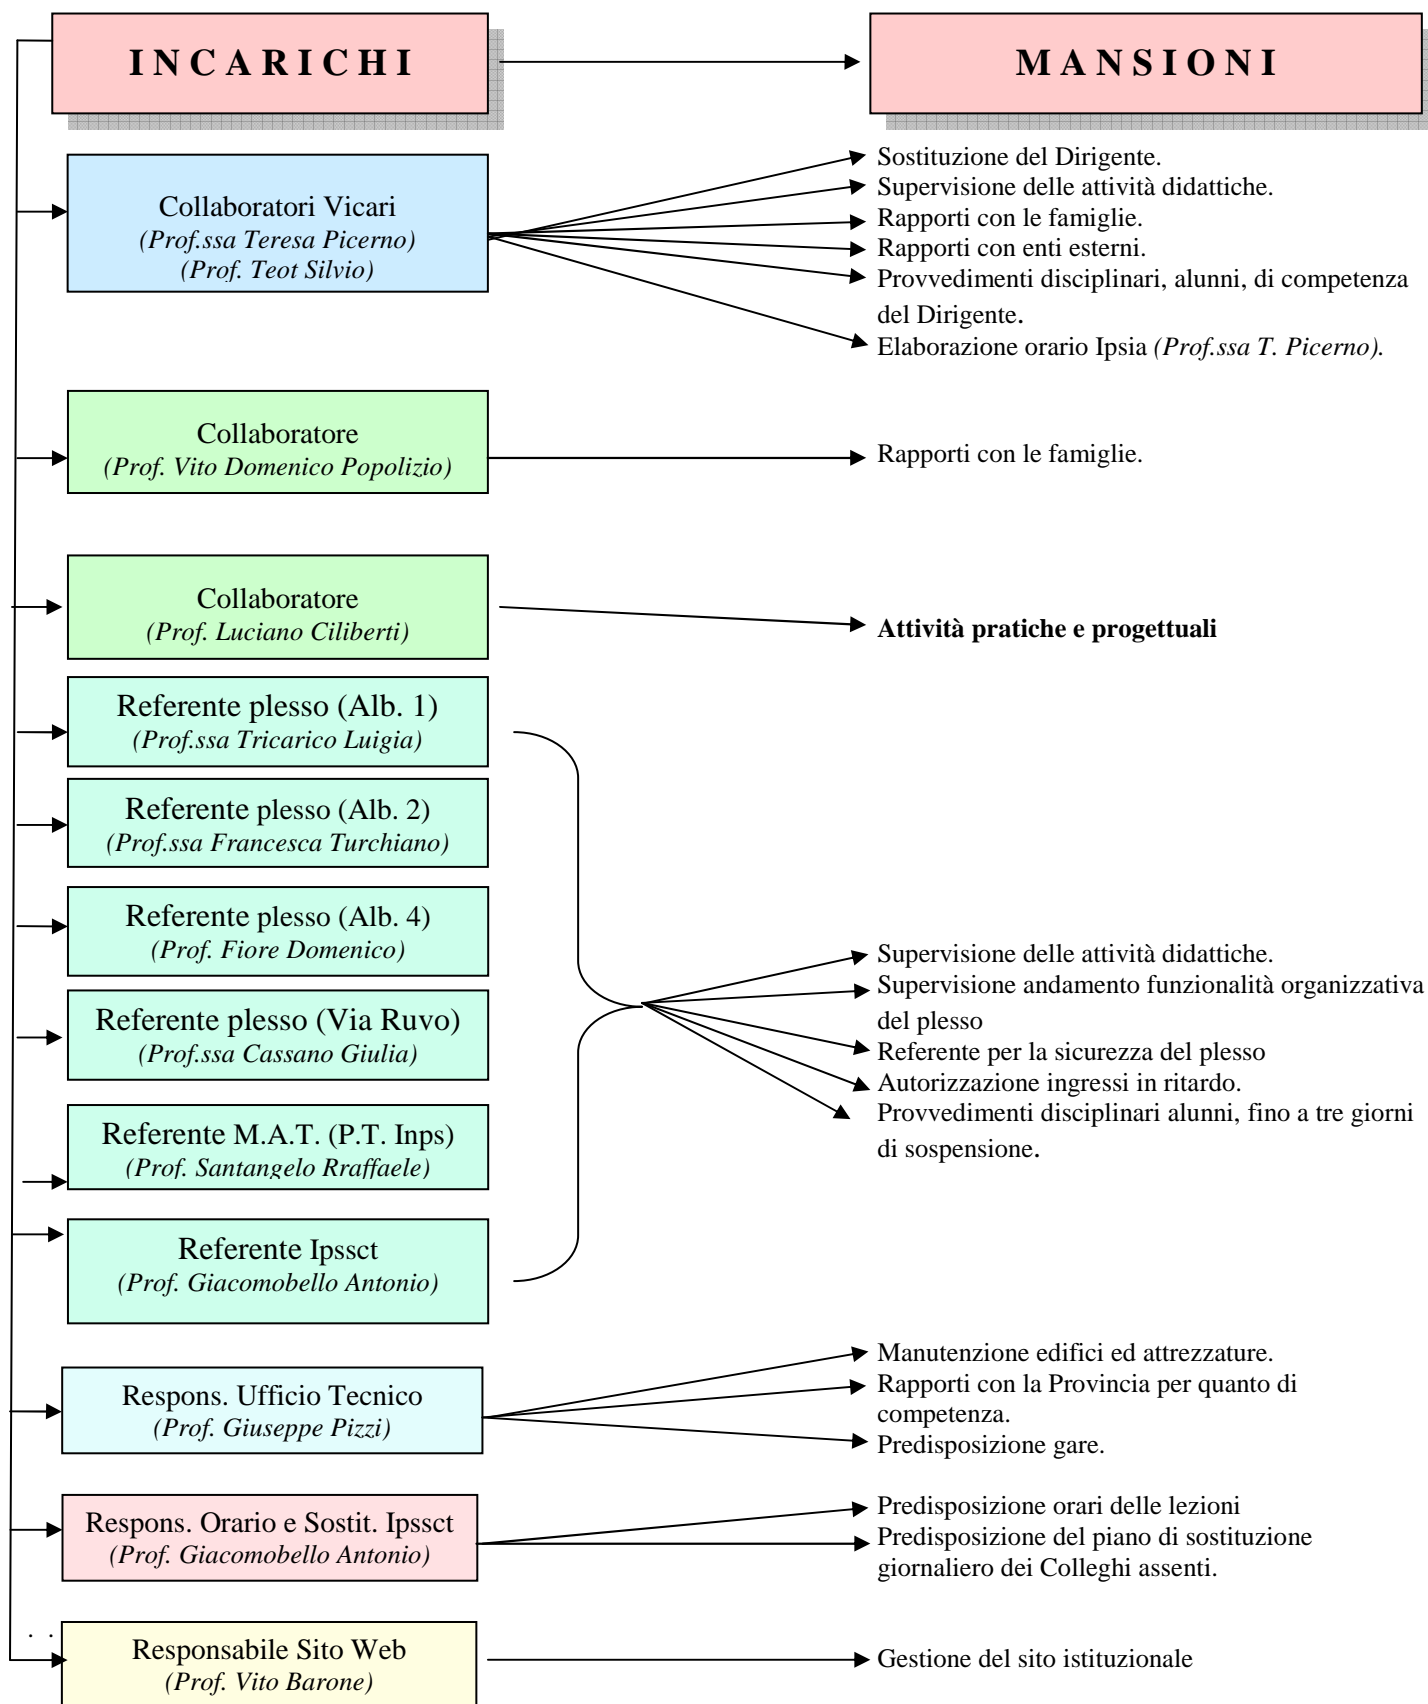 I N C A R I C H I
M A N S I O N I
Collaboratori Vicari
(Prof.ssa Teresa Picerno)
(Prof. Teot Silvio)
Sostituzione del Dirigente.
Supervisione delle attività didattiche.
Rapporti con le famiglie.
Rapporti con enti esterni.
Provvedimenti disciplinari, alunni, di competenza
del Dirigente.
Elaborazione orario Ipsia (Prof.ssa T. Picerno).
Collaboratore
(Prof. Vito Domenico Popolizio)
Rapporti con le famiglie.
Collaboratore
(Prof. Luciano Ciliberti)
Attività pratiche e progettuali
Referente plesso (Alb. 1)
(Prof.ssa Tricarico Luigia)
Referente plesso (Alb. 2)
(Prof.ssa Francesca Turchiano)
Referente plesso (Alb. 4)
(Prof. Fiore Domenico)
Referente plesso (Via Ruvo)
(Prof.ssa Cassano Giulia)
Referente M.A.T. (P.T. Inps)
(Prof. Santangelo Rraffaele)
Referente Ipssct
(Prof. Giacomobello Antonio)
Supervisione delle attività didattiche.
Supervisione andamento funzionalità organizzativa
del plesso
Referente per la sicurezza del plesso
Autorizzazione ingressi in ritardo.
Provvedimenti disciplinari alunni, fino a tre giorni
di sospensione.
Respons. Ufficio Tecnico
(Prof. Giuseppe Pizzi)
Manutenzione edifici ed attrezzature.
Rapporti con la Provincia per quanto di
competenza.
Predisposizione gare.
Respons. Orario e Sostit. Ipssct
(Prof. Giacomobello Antonio)
Predisposizione orari delle lezioni
Predisposizione del piano di sostituzione
giornaliero dei Colleghi assenti.
. .
Responsabile Sito Web
(Prof. Vito Barone)
Gestione del sito istituzionale